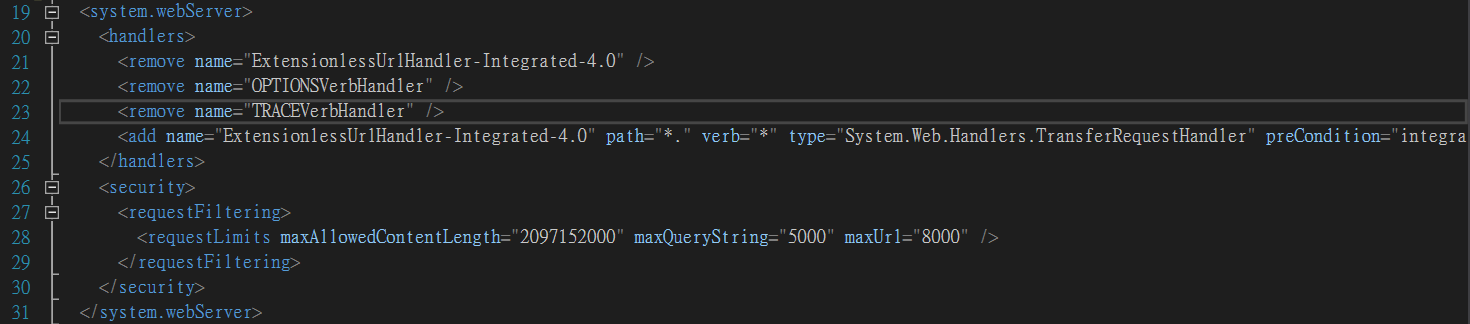 19 <system.webServer>
20 <handlers>
21 <remove name="ExtensionlessUrlHandler-Integrated-4.0" />
22 <remove name="OPTIONSVerbHandler" />
23 <remove name="TRACEVerbHandler" />
24 <add name="ExtensionlessUrlHandler-Integrated-4.0" path="*." verb="*" type="System.Web.Handlers.TransferRequestHandler" preCondition="integra
25 </handlers>
26 <security>
27 <requestFiltering>
28 <requestLimits maxAllowedContentLength="2097152000" maxQueryString="5000" maxUrl="8000" />
29 </requestFiltering>
30 </security>
31 </system.webServer>